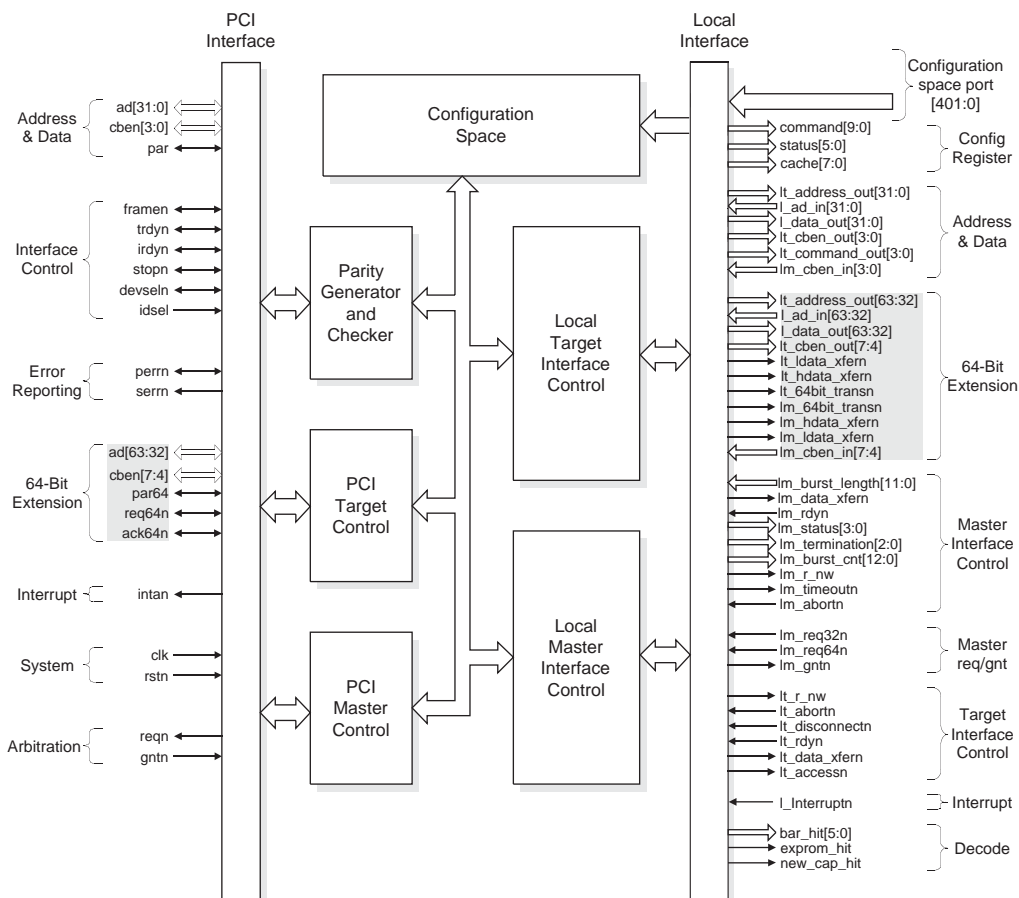 PCI
Interface
Local
Interface
Address
& Data
ad[31:0]
cben[3:0]
par
Interface
Control
framen
trdyn
irdyn
stopn
devseln
idsel
Error
Reporting
perrn
serrn
64-Bit
Extension
ad[63:32]
cben[7:4]
par64
req64n
ack64n
Interrupt
intan
System
clk
rstn
Arbitration
reqn
gntn
Configuration
Space
Parity
Generator
and
Checker
PCI
Target
Control
PCI
Master
Control
Local
Target
Interface
Control
Local
Master
Interface
Control
Configuration
space port
[401:0]
command[9:0]
status[5:0]
cache[7:0]
Config
Register
lt_address_out[31:0]
l_ad_in[31:0]
l_data_out[31:0]
lt_cben_out[3:0]
lt_command_out[3:0]
lm_cben_in[3:0]
Address
& Data
lt_address_out[63:32]
l_ad_in[63:32]
l_data_out[63:32]
lt_cben_out[7:4]
lt_ldata_xfern
lt_hdata_xfern
lt_64bit_transn
lm_64bit_transn
lm_hdata_xfern
lm_ldata_xfern
lm_cben_in[7:4]
64-Bit
Extension
lm_burst_length[11:0]
lm_data_xfern
lm_rdyn
lm_status[3:0]
lm_termination[2:0]
lm_burst_cnt[12:0]
lm_r_nw
lm_timeoutn
lm_abortn
Master
Interface
Control
lm_req32n
lm_req64n
lm_gntn
Master
req/gnt
lt_r_nw
lt_abortn
lt_disconnectn
lt_rdyn
lt_data_xfern
lt_accessn
Target
Interface
Control
l_Interruptn
Interrupt
bar_hit[5:0]
exprom_hit
new_cap_hit
Decode